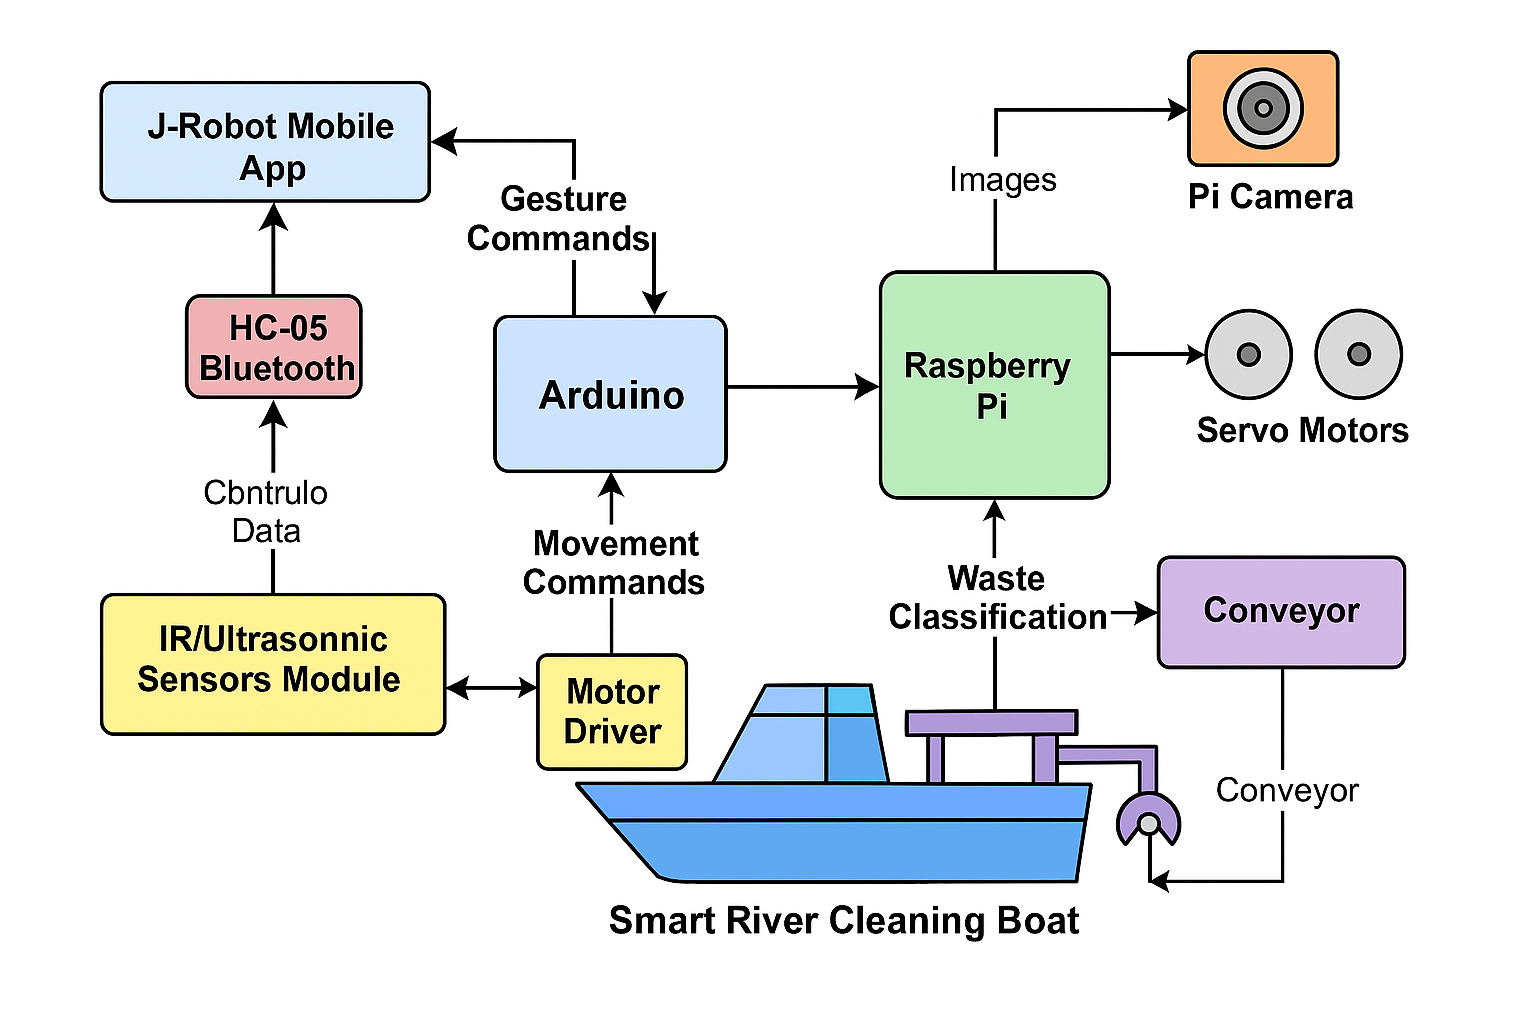 J-Robot Mobile
App
Gesture
Commands
HC-05
Bluetooth
Cbntrulo
Data
IR/Ultrasonnic
Sensors Module
Arduino
Movement
Commands
Motor
Driver
Images
Pi Camera
Raspberry
Pi
Servo Motors
Waste
Classification
Conveyor
Conveyor
Smart River Cleaning Boat